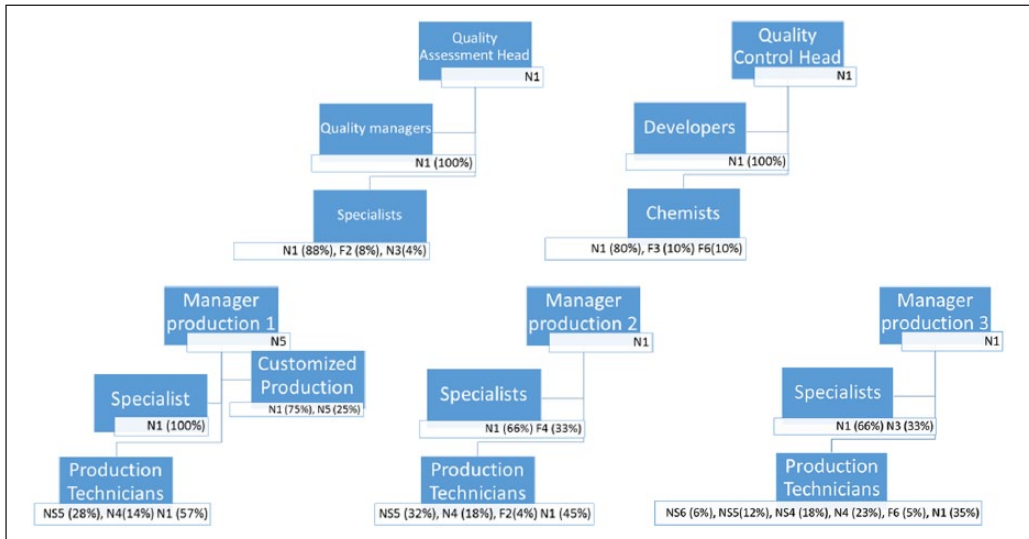 Quality
Assessment Head
N1
Quality managers
N1 (100%)
Specialists
N1 (88%), F2 (8%), N3(4%)
Quality
Control Head
N1
Developers
N1 (100%)
Chemists
N1 (80%), F3 (10%) F6(10%)
Manager
production 1
N5
Customized
Production
N1 (75%), N5 (25%)
Specialist
N1 (100%)
Production
Technicians
NS5 (28%), N4(14%) N1 (57%)
Manager
production 2
N1
Specialists
N1 (66%) F4 (33%)
Production
Technicians
NS5 (32%), N4 (18%), F2(4%) N1 (45%)
Manager
production 3
N1
Specialists
N1 (66%) N3 (33%)
Production
Technicians
NS6 (6%), NS5(12%), NS4 (18%), N4 (23%), F6 (5%), N1 (35%)